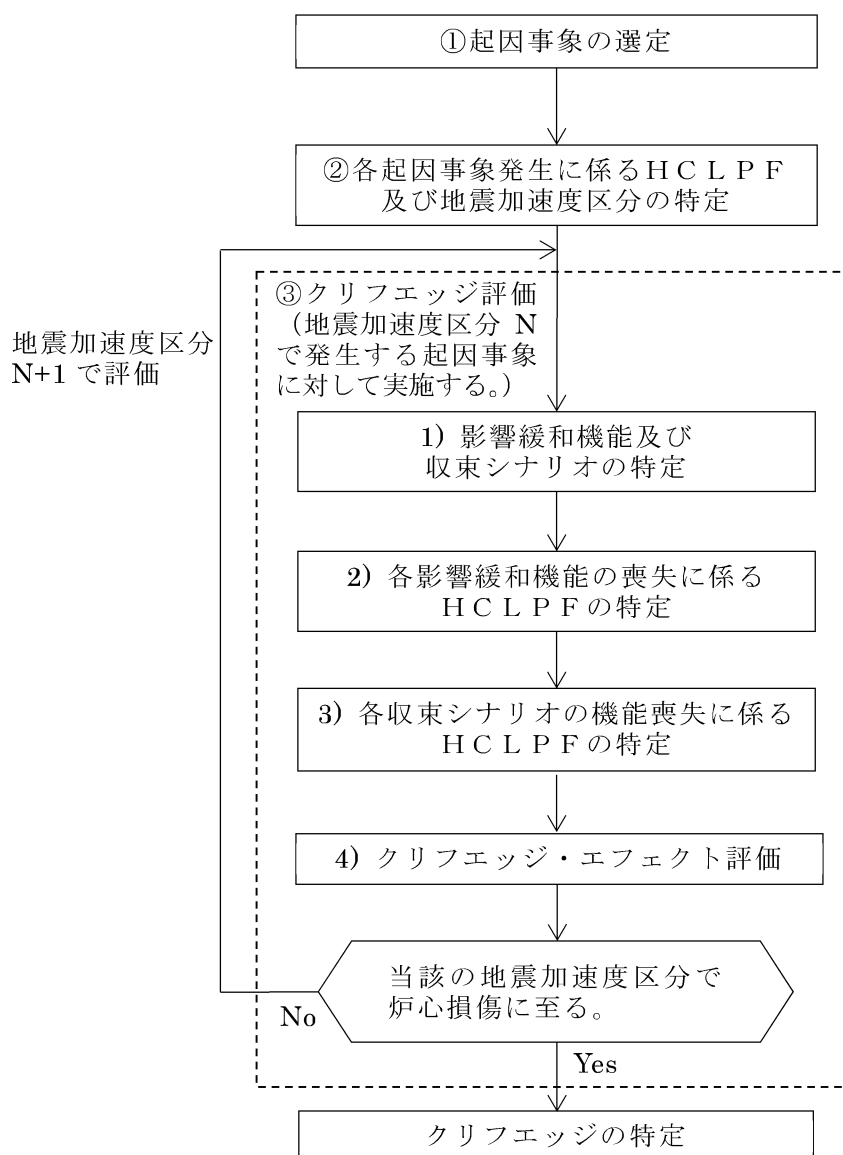 ①起因事象の選定
②各起因事象発生に係るＨＣＬＰＦ
及び地震加速度区分の特定
③クリフエッジ評価
（地震加速度区分 N
で発生する起因事象
に対して実施する。）
地震加速度区分
N+1 で評価
1) 影響緩和機能及び
収束シナリオの特定
2) 各影響緩和機能の喪失に係る
ＨＣＬＰＦの特定
3) 各収束シナリオの機能喪失に係る
ＨＣＬＰＦの特定
4) クリフエッジ・エフェクト評価
当該の地震加速度区分で
炉心損傷に至る。
No
Yes
クリフエッジの特定